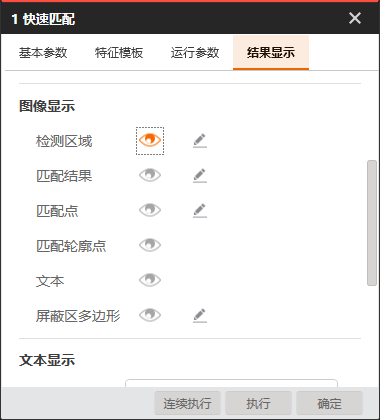 1 快速匹配
基本参数 特征模板 运行参数 结果显示
图像显示
检测区域
匹配结果
匹配点
匹配轮廓点
文本
屏蔽区多边形
文本显示
连续执行 执行 确定